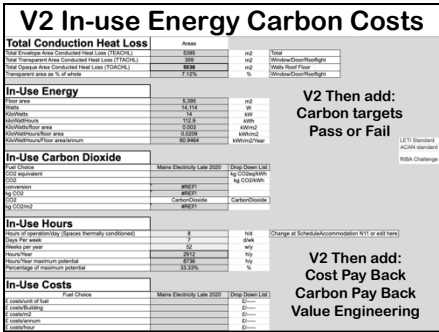 V2 In-use Energy Carbon Costs
Total Conduction Heat Loss Areas
Total Envelope Area Conducted Heat Loss (TEACHL) 5395 m2 Total
Total Transparent Area Conducted Heat Loss (TTACHL) 359 m2 Window/Door/Rooflight
Total Opaque Area Conducted Heat Loss (TOACHL) 5036 m2 Walls Roof Floor
Transparent area as % of whole 7.12% % Window/Door/Rooflight
In-Use Energy
Floor area 5,395 m2
Watts 14,114 W
KiloWatts 14 kW
KiloWattHours 112.9 kWh
KiloWatts/floor area 0.003 kW/m2
KiloWattHours/floor area 0.0209 kWh/m2
KiloWattHours/Floor area/annum 60.9464 kWh/m2/Year
V2 Then add:
Carbon targets
Pass or Fail
LETI Standard
ACAN standard
RIBA Challenge
In-Use Carbon Dioxide
Fuel Choice Mains Electricity Late 2020 Drop Down List
CO2 equivalent kg CO2eq/kWh
CO2 kg CO2/kWh
conversion #REF!
kg CO2 #REF!
CO2 CarbonDioxide CarbonDioxide
kg CO2/m2 #REF!
In-Use Hours
Hours of operation/day (Spaces thermally conditioned) 8 h/d Change at ScheduleAccommodation N11 or edit here
Days Per week 7 d/wk
Weeks per year 52 w/y
Hours/Year 2912 h/y
Hours/Year maximum potential 8736 h/y
Percentage of maximum potential 33.33% %
V2 Then add:
Cost Pay Back
Carbon Pay Back
Value Engineering
In-Use Costs
Fuel Choice Mains Electricity Late 2020 Drop Down List
£ costs/unit of fuel £/-----
£ costs/Building £/-----
£ costs/m2 £/-----
£ costs/annum £/-----
£ costs/hour £/-----